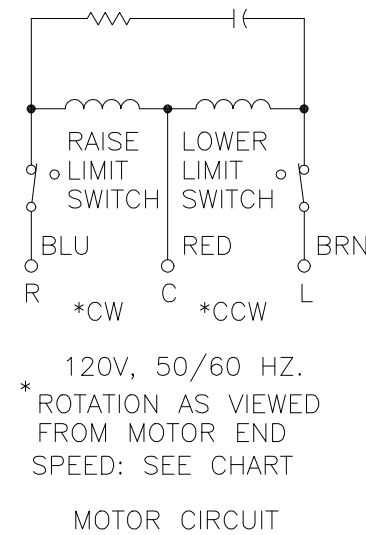 RAISE LOWER
LIMIT LIMIT
SWITCH SWITCH
BLU RED BRN
R C L
*CW *CCW
120V, 50/60 HZ.
* ROTATION AS VIEWED
FROM MOTOR END
SPEED: SEE CHART
MOTOR CIRCUIT